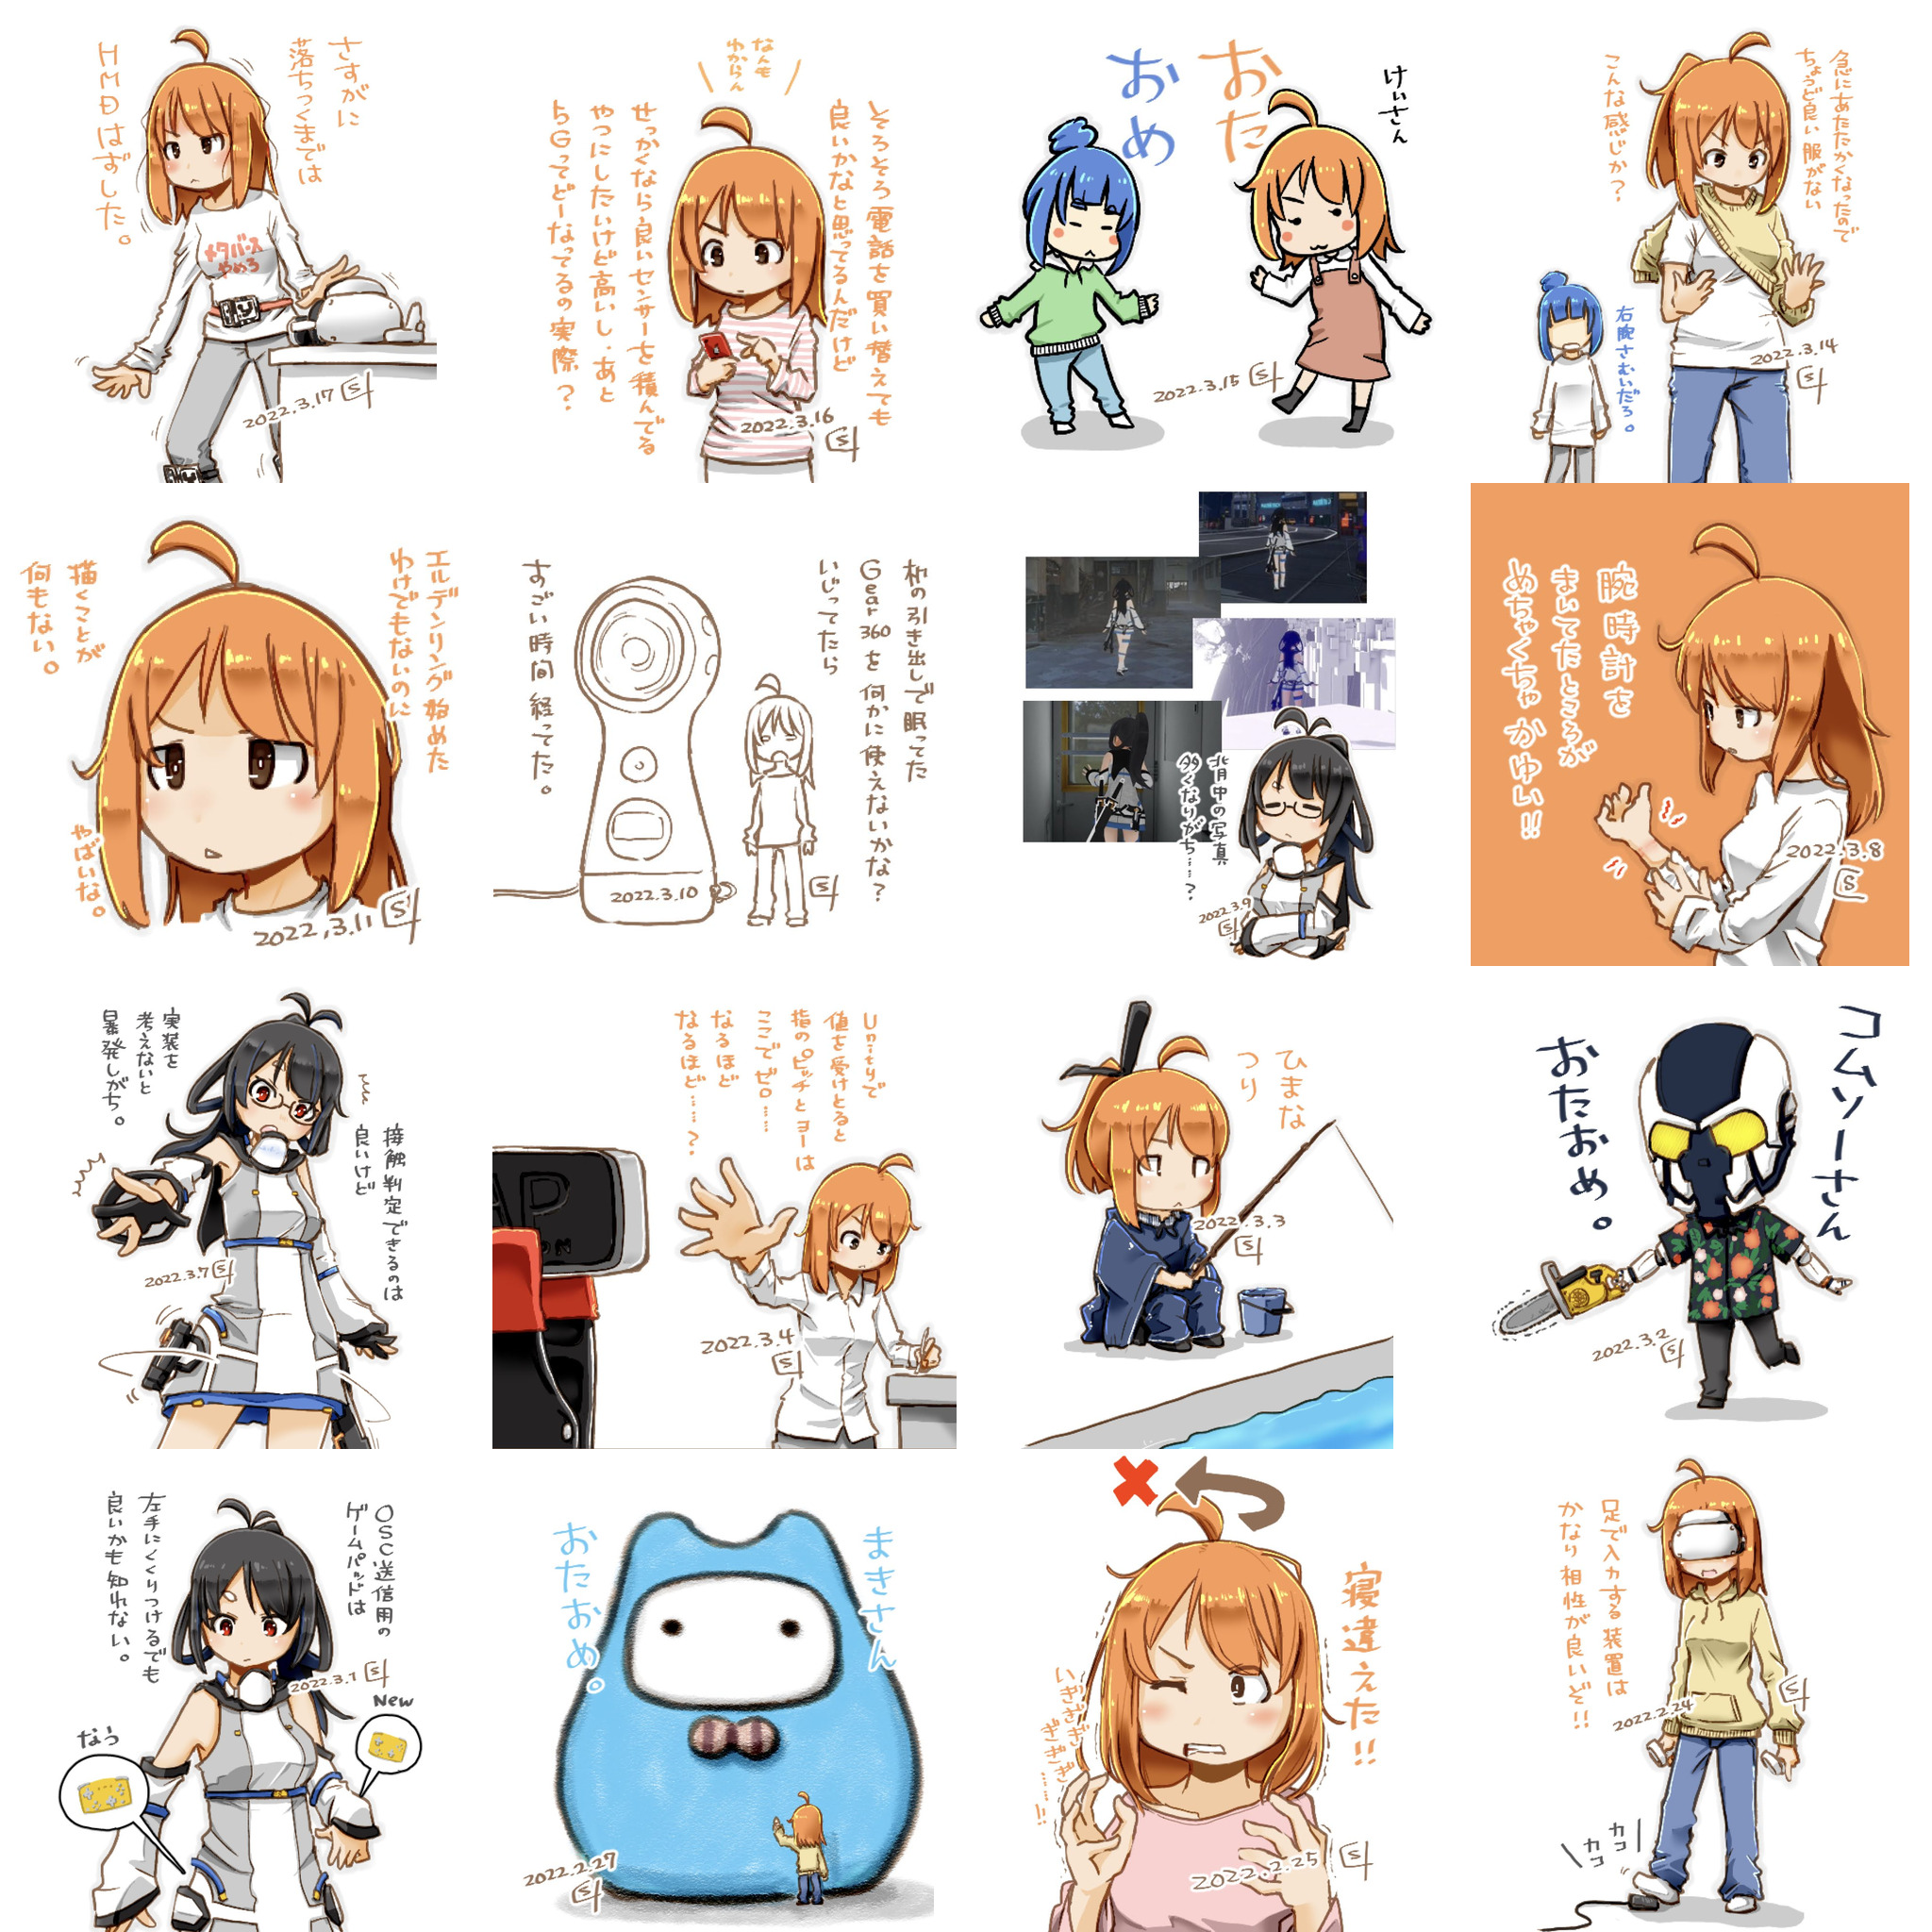 さすがに
落ちつくまでは
HMDはずした。
メタバース
やめろ
2022.3.17
なんも
わからん
そろそろ電話を買い替えても
良いかなと思ってるんだけど
せっかくなら良いセンサーを積んでる
やつにしたいけど高いし、あと
5Gってどーなってるの実際？
2022.3.16
けいさん
おた
おめ
2022.3.15
急にあたたかくなったので
ちょうど良い服がない
こんな感じか？
右腕さむいだろ。
2022.3.14
エルデンリング始めた
わけでもないのに
描くことが
何もない。
やばいな。
2022.3.11
机の引き出しで眠ってた
Gear360を何かに使えないかな？
いじってたら
すごい時間経ってた。
2022.3.10
背中の写真
多くなりがち……？
2022.3.9
腕時計を
まいてたところが
めちゃくちゃかゆい!!
2022.3.8
接触判定できるのは
良いけど
実装を
考えないと
暴発しがち。
2022.3.7
Unityで
値を受けとると
指のピッチとヨーは
ここでゼロ……
なるほど
なるほど……？
2022.3.4
ひまな
つり
2022.3.3
コムソーさん
おたおめ。
2022.3.2
OSC送信用の
ゲームパッドは
左手にくくりつけるでも
良いかも知れない。
2022.3.1
New
なう
まきさん
おたおめ。
2022.2.27
寝違えた!!
いぎぎぎ
ぎぎぎぎ……!!
2022.2.25
足で入力する装置は
かなり相性が良いぞ!!
2022.2.24
カコ
カコ